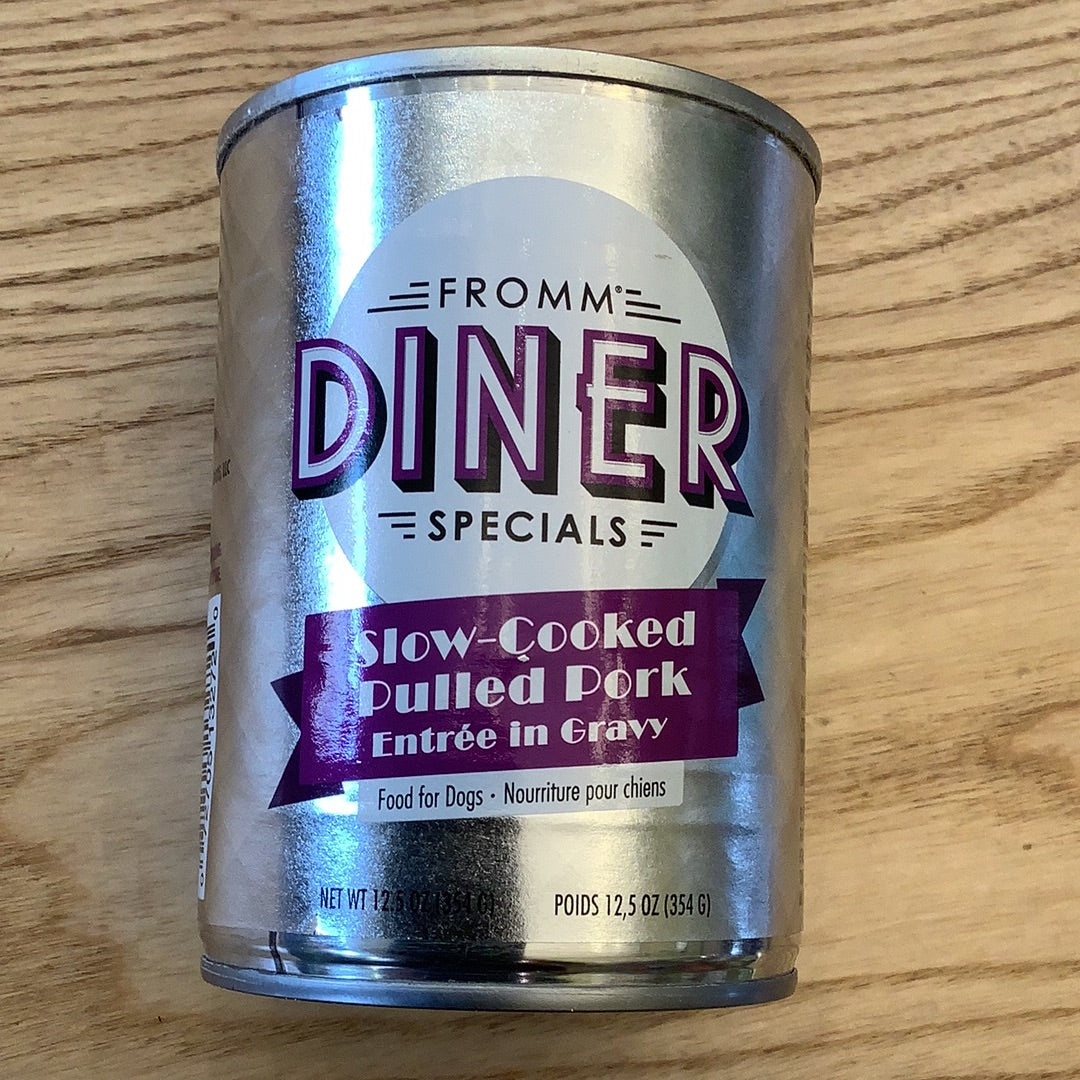 FROMM®
DINER
SPECIALS
Slow-Cooked
Pulled Pork
Entrée in Gravy
Food for Dogs · Nourriture pour chiens
NET WT 12.5 OZ (354 G) POIDS 12,5 OZ (354 G)
LLC